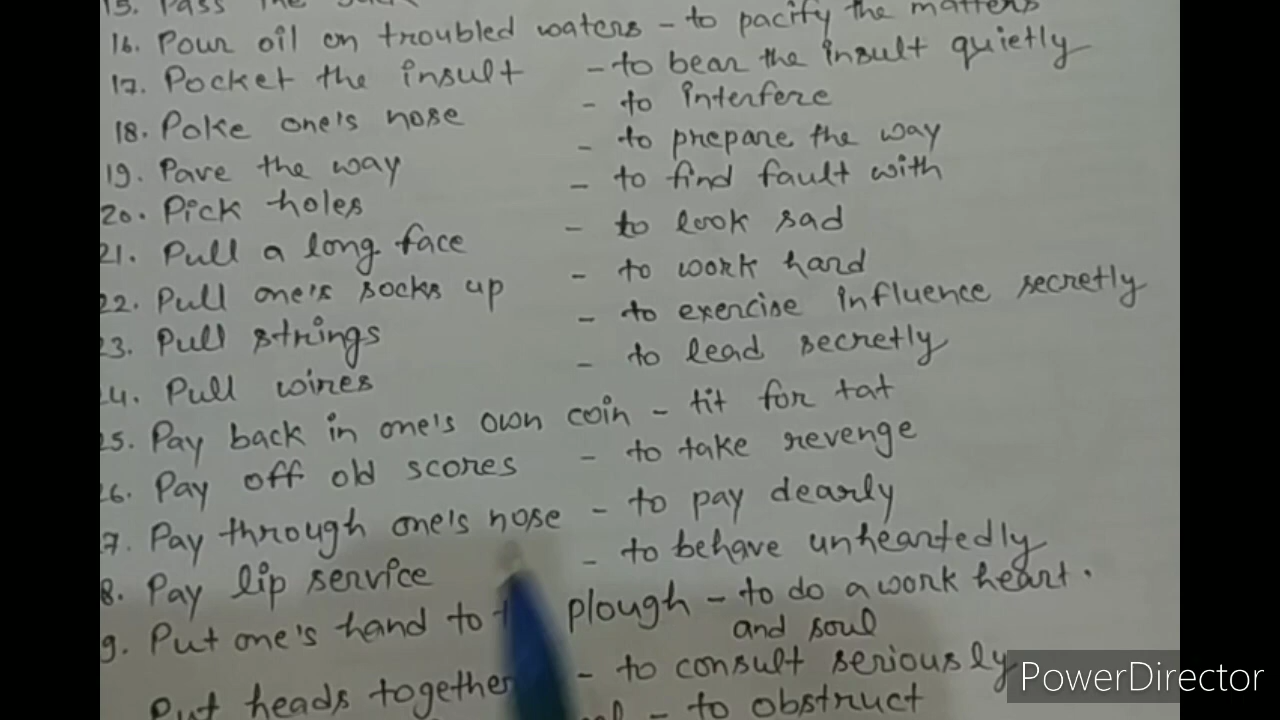 15. Pass the
16. Pour oil on troubled waters - to pacify the matters
17. Pocket the insult - to bear the insult quietly
18. Poke one's nose - to interfere
19. Pave the way - to prepare the way
20. Pick holes - to find fault with
21. Pull a long face - to look sad
22. Pull one's socks up - to work hard
23. Pull strings - to exercise influence secretly
24. Pull wires - to lead secretly
25. Pay back in one's own coin - tit for tat
26. Pay off old scores - to take revenge
7. Pay through one's nose - to pay dearly
8. Pay lip service - to behave unheartedly
9. Put one's hand to t plough - to do a work heart.
and soul
Put heads together - to consult seriously
- to obstruct
PowerDirector